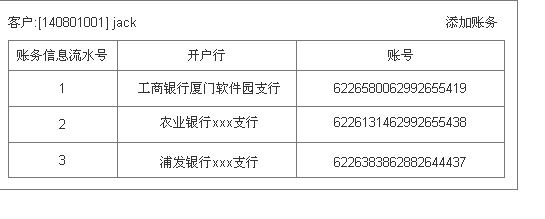 客户:[140801001] jack 添加账务
账务信息流水号 开户行 账号
1 工商银行厦门软件园支行 6226580062992655419
2 农业银行xxx支行 6226131462992655438
3 浦发银行xxx支行 6226383862882644437